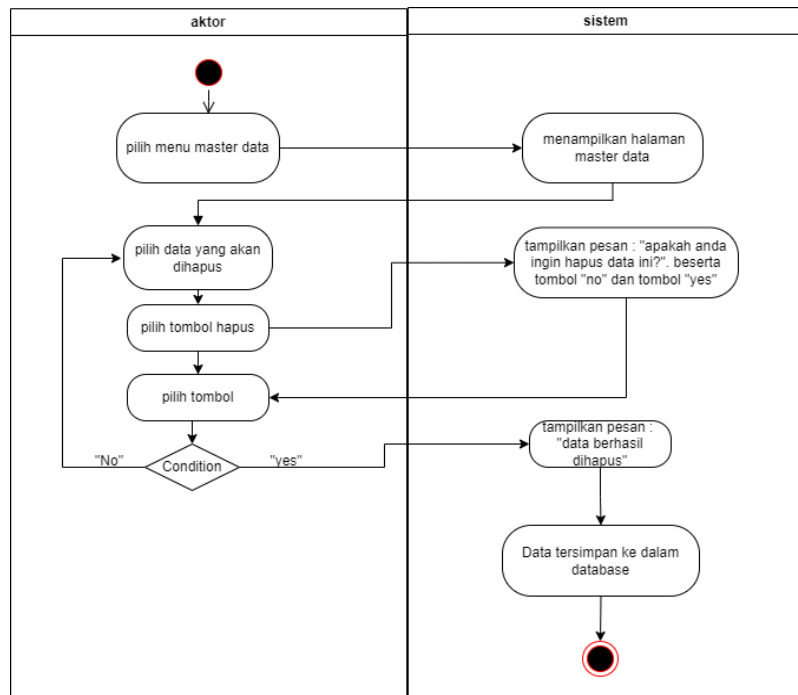 aktor
sistem
pilih menu master data
menampilkan halaman
master data
pilih data yang akan
dihapus
tampilkan pesan : "apakah anda
ingin hapus data ini?". beserta
tombol "no" dan tombol "yes"
pilih tombol hapus
pilih tombol
"No"
Condition
"yes"
tampilkan pesan :
"data berhasil
dihapus"
Data tersimpan ke dalam
database